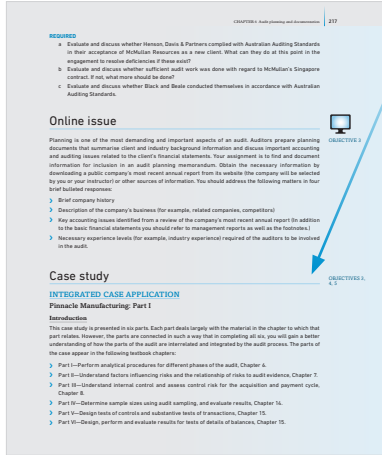 CHAPTER 6 Audit planning and documentation 217
REQUIRED
a Evaluate and discuss whether Henson, Davis & Partners complied with Australian Auditing Standards
in their acceptance of McMullan Resources as a new client. What can they do at this point in the
engagement to resolve deficiencies if these exist?
b Evaluate and discuss whether sufficient audit work was done with regard to McMullan's Singapore
contract. If not, what more should be done?
c Evaluate and discuss whether Black and Beale conducted themselves in accordance with Australian
Auditing Standards.
Online issue
OBJECTIVE 3
Planning is one of the most demanding and important aspects of an audit. Auditors prepare planning
documents that summarise client and industry background information and discuss important accounting
and auditing issues related to the client's financial statements. Your assignment is to find and document
information for inclusion in an audit planning memorandum. Obtain the necessary information by
downloading a public company's most recent annual report from its website (the company will be selected
by you or your instructor) or other sources of information. You should address the following matters in four
brief bulleted responses:
› Brief company history
› Description of the company's business (for example, related companies, competitors)
› Key accounting issues identified from a review of the company's most recent annual report (In addition
to the basic financial statements you should refer to management reports as well as the footnotes.)
› Necessary experience levels (for example, industry experience) required of the auditors to be involved
in the audit.
Case study
OBJECTIVES 3,
4, 5
INTEGRATED CASE APPLICATION
Pinnacle Manufacturing: Part I
Introduction
This case study is presented in six parts. Each part deals largely with the material in the chapter to which that
part relates. However, the parts are connected in such a way that in completing all six, you will gain a better
understanding of how the parts of the audit are interrelated and integrated by the audit process. The parts of
the case appear in the following textbook chapters:
› Part I—Perform analytical procedures for different phases of the audit, Chapter 6.
› Part II—Understand factors influencing risks and the relationship of risks to audit evidence, Chapter 7.
› Part III—Understand internal control and assess control risk for the acquisition and payment cycle,
Chapter 8.
› Part IV—Determine sample sizes using audit sampling, and evaluate results, Chapter 14.
› Part V—Design tests of controls and substantive tests of transactions, Chapter 15.
› Part VI—Design, perform and evaluate results for tests of details of balances, Chapter 15.